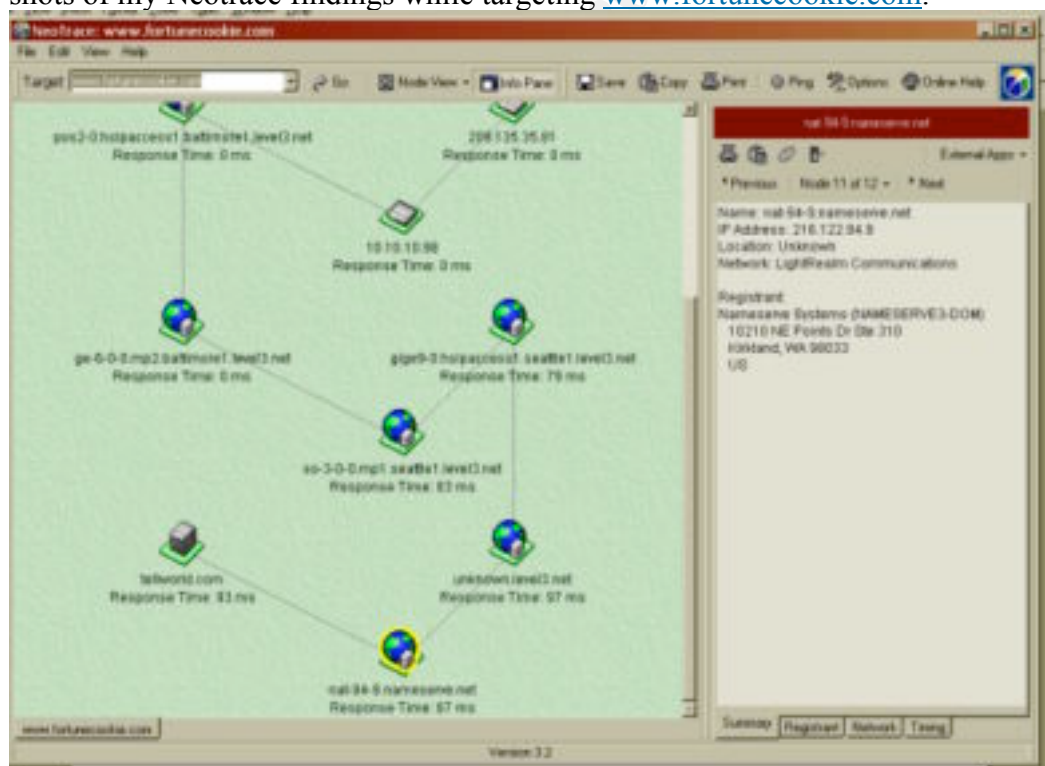 shots of my Neotrace findings while targeting www.fortunecookie.com.
NeoTrace: www.fortunecookie.com
File Edit View Help
Target Go Node View Info Pane Save Copy Print Ping Options Online Help
pos2-0.hsipaccess1.baltimore1.level3.net
Response Time: 0 ms
209.135.35.81
Response Time: 0 ms
10.10.10.98
Response Time: 0 ms
ge-6-0-0.mp2.baltimore1.level3.net
Response Time: 0 ms
gige9-0.hsipaccess1.seattle1.level3.net
Response Time: 79 ms
so-3-0-0.mp1.seattle1.level3.net
Response Time: 83 ms
tellworld.com
Response Time: 83 ms
unknown.level3.net
Response Time: 97 ms
nat-94-9.nameserve.net
Response Time: 87 ms
www.fortunecookie.com
nat-94-9.nameserve.net
External Apps
Previous Node 11 of 12 Next
Name: nat-94-9.nameserve.net
IP Address: 216.122.94.9
Location: Unknown
Network: LightRealm Communications
Registrant:
Nameserve Systems (NAMESERVE3-DOM)
10210 NE Points Dr Ste 310
Kirkland, WA 98033
US
Summary Registrant Network Timing
Version 3.2